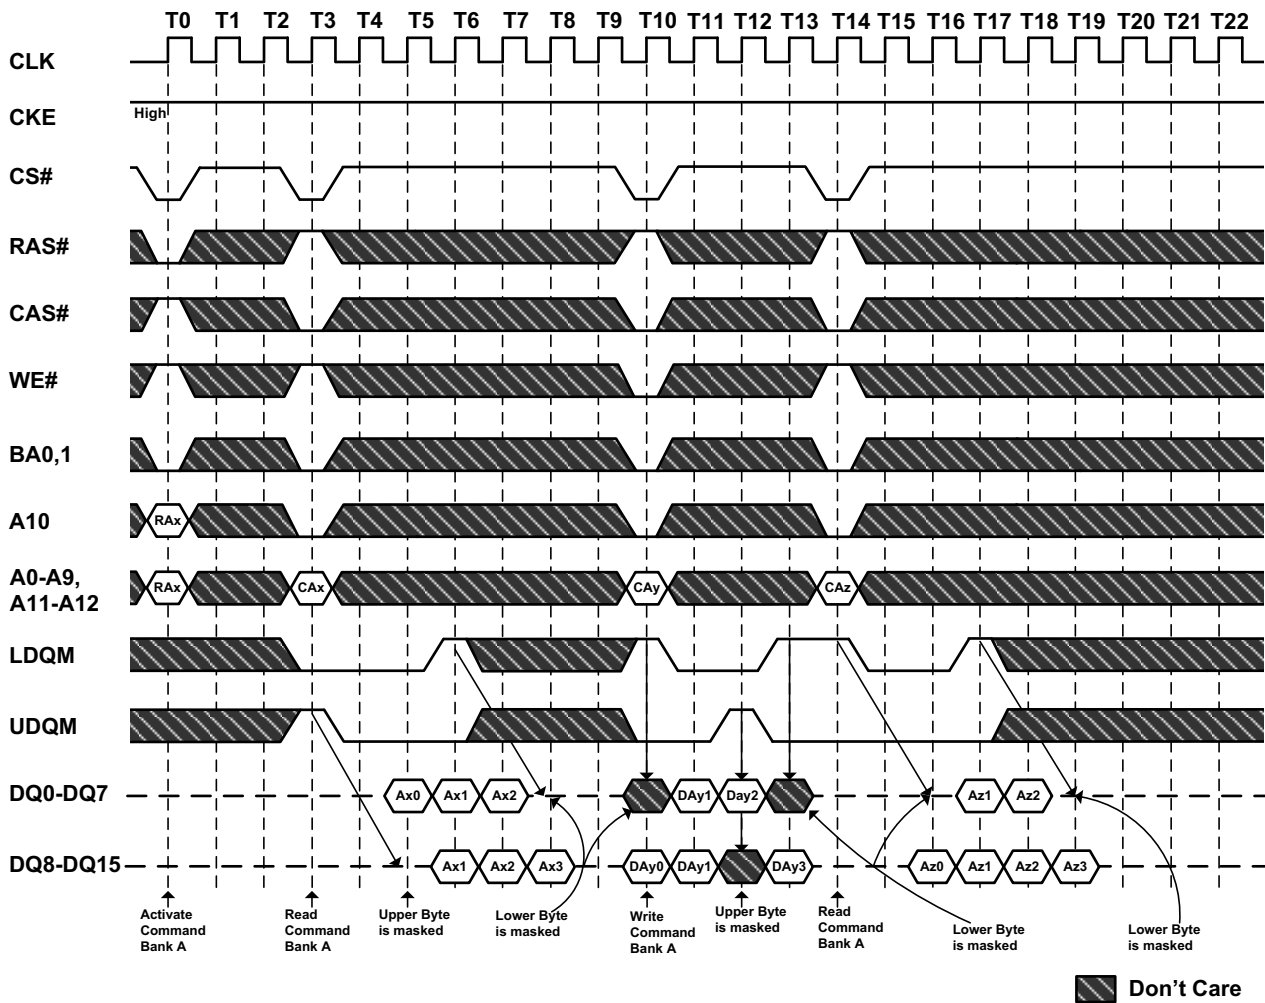 T0 T1 T2 T3 T4 T5 T6 T7 T8 T9 T10 T11 T12 T13 T14 T15 T16 T17 T18 T19 T20 T21 T22
CLK
CKE
High
CS#
RAS#
CAS#
WE#
BA0,1
A10
RAx
A0-A9,
A11-A12
RAx CAx CAy CAz
LDQM
UDQM
DQ0-DQ7
Ax0 Ax1 Ax2 DAy1 Day2 Az1 Az2
DQ8-DQ15
Ax1 Ax2 Ax3 DAy0 DAy1 DAy3 Az0 Az1 Az2 Az3
Activate
Command
Bank A
Read
Command
Bank A
Upper Byte
is masked
Lower Byte
is masked
Write
Command
Bank A
Upper Byte
is masked
Read
Command
Bank A
Lower Byte
is masked
Lower Byte
is masked
Don't Care